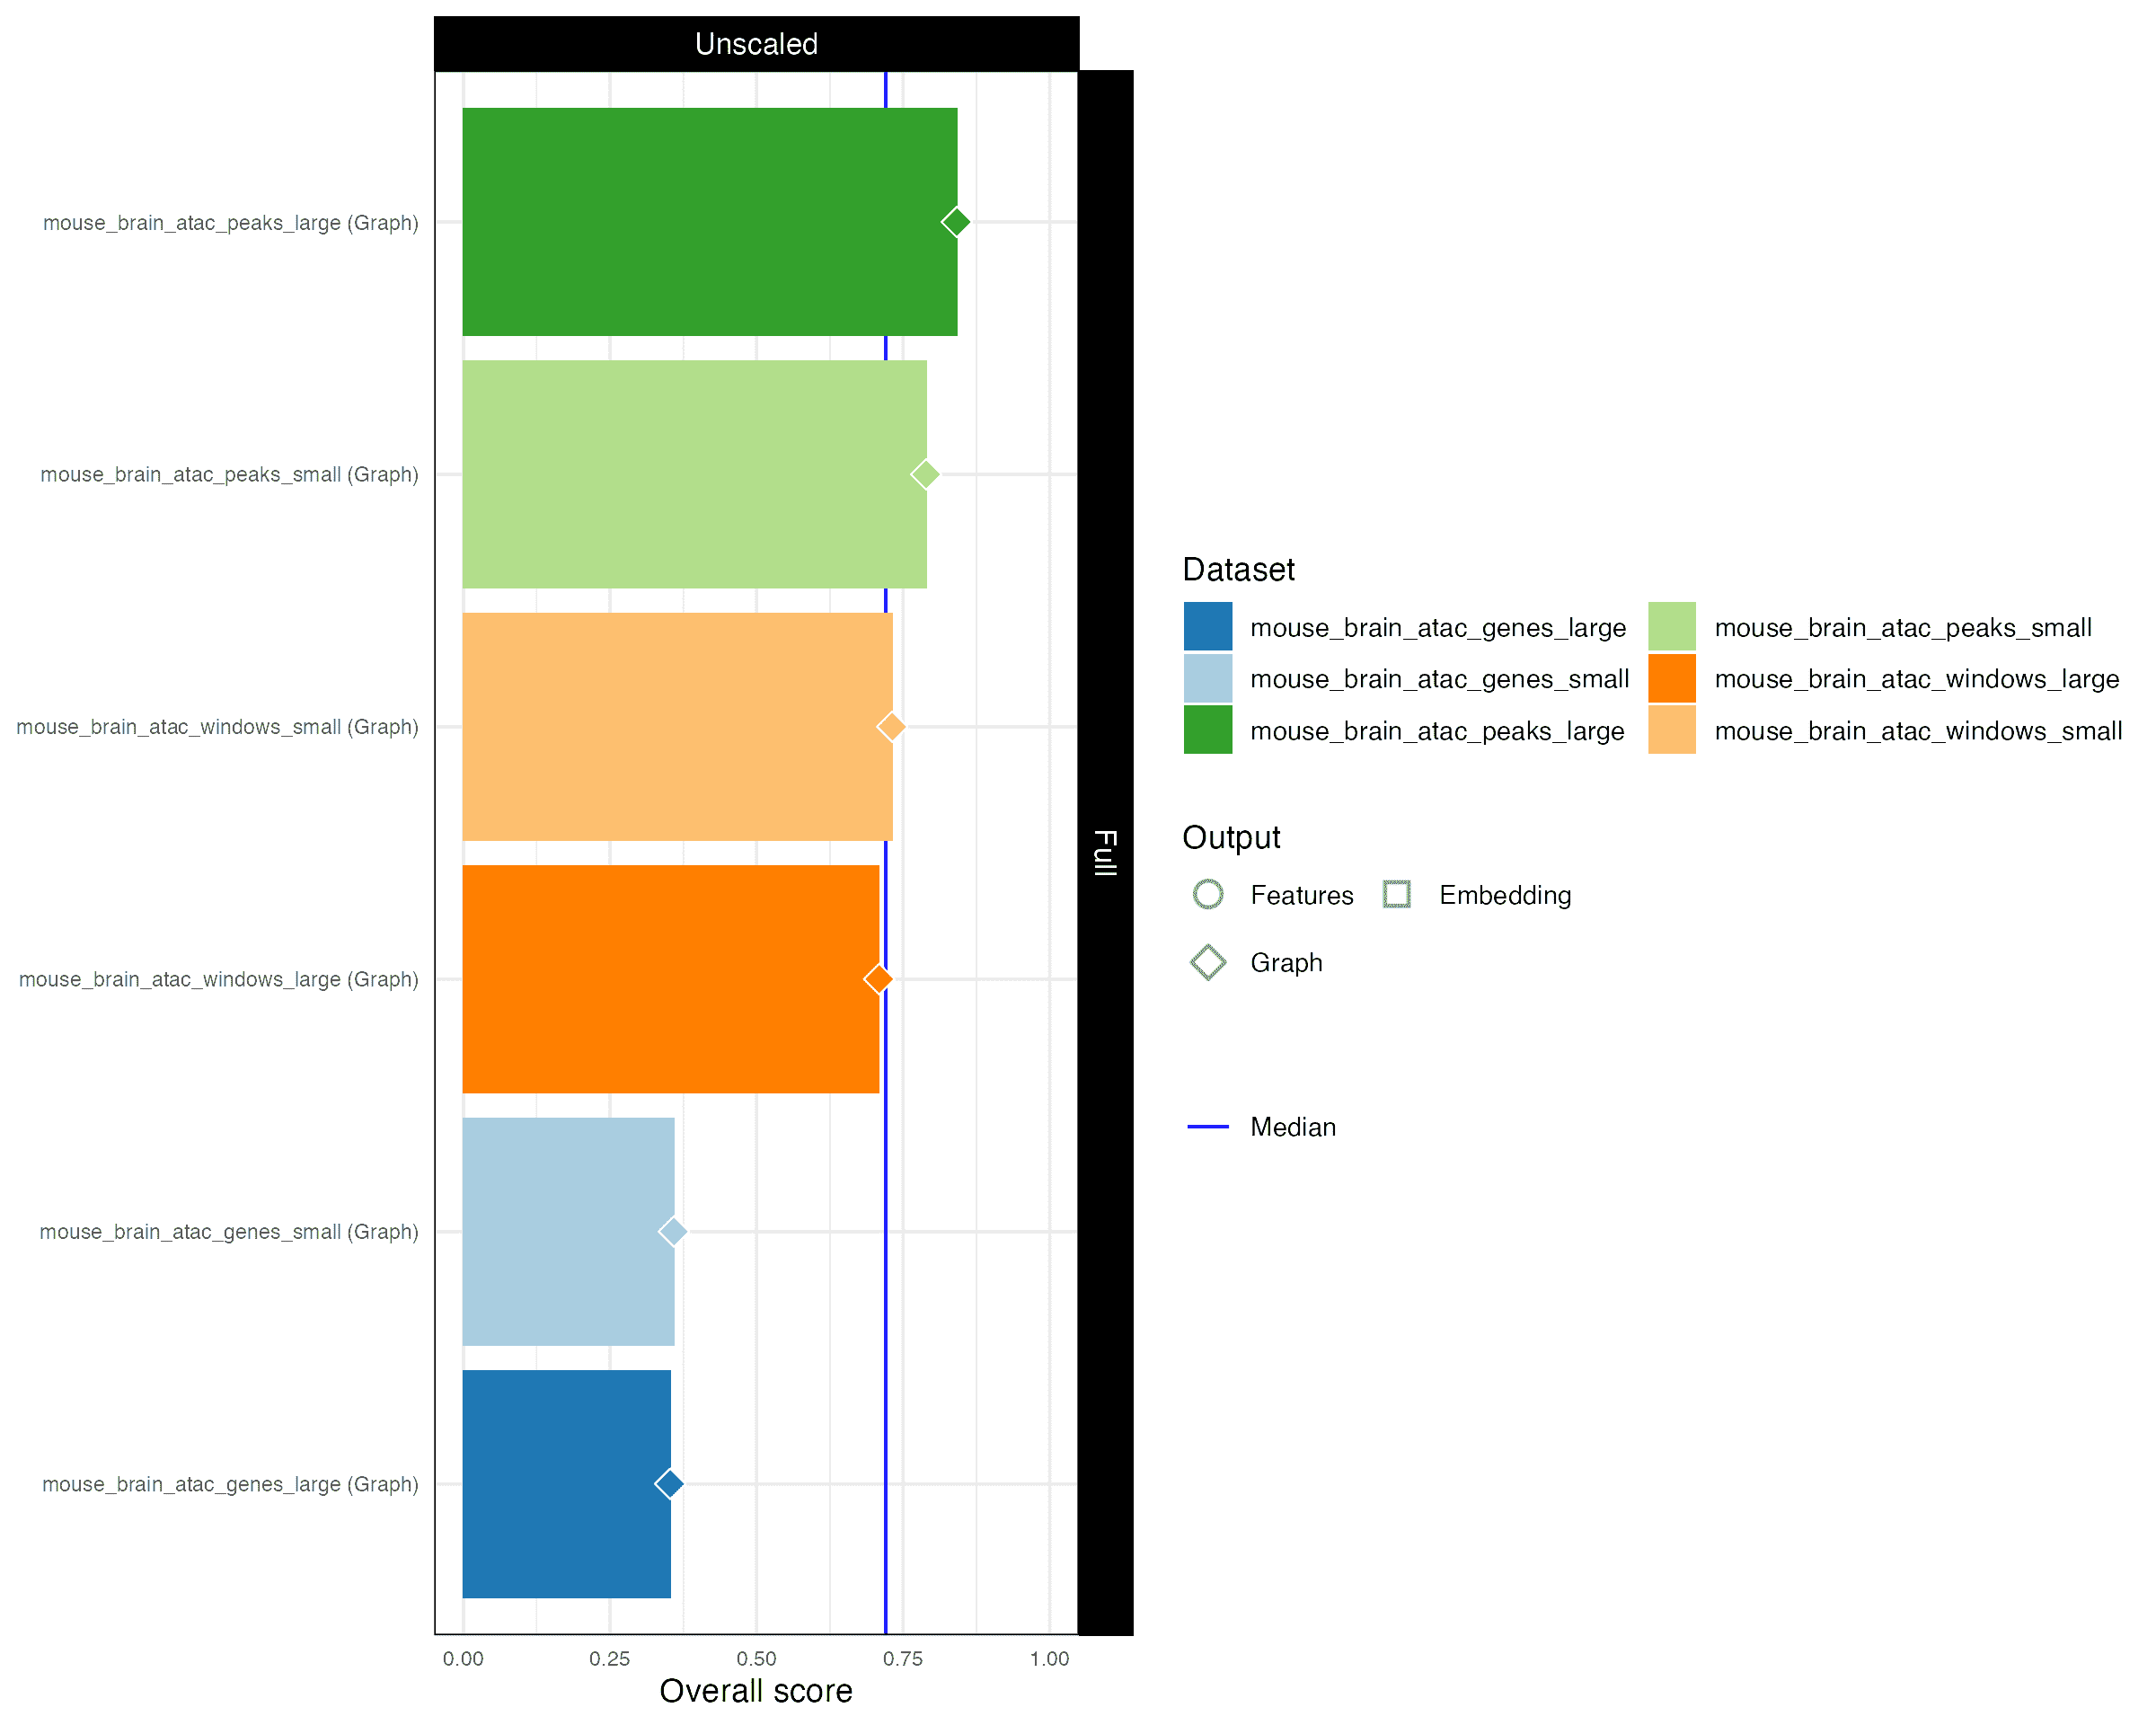 Unscaled
mouse_brain_atac_peaks_large (Graph)
mouse_brain_atac_peaks_small (Graph)
mouse_brain_atac_windows_small (Graph)
mouse_brain_atac_windows_large (Graph)
mouse_brain_atac_genes_small (Graph)
mouse_brain_atac_genes_large (Graph)
0.00 0.25 0.50 0.75 1.00
Overall score
Full
Dataset
mouse_brain_atac_genes_large mouse_brain_atac_peaks_small
mouse_brain_atac_genes_small mouse_brain_atac_windows_large
mouse_brain_atac_peaks_large mouse_brain_atac_windows_small
Output
Features Embedding
Graph
Median